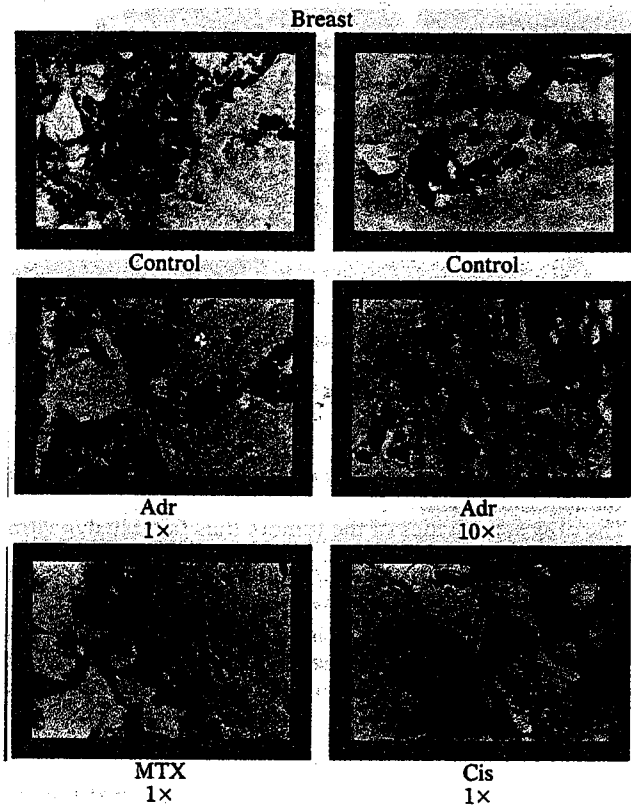 Breast
Control
Control
Adr
1×
Adr
10×
MTX
1×
Cis
1×